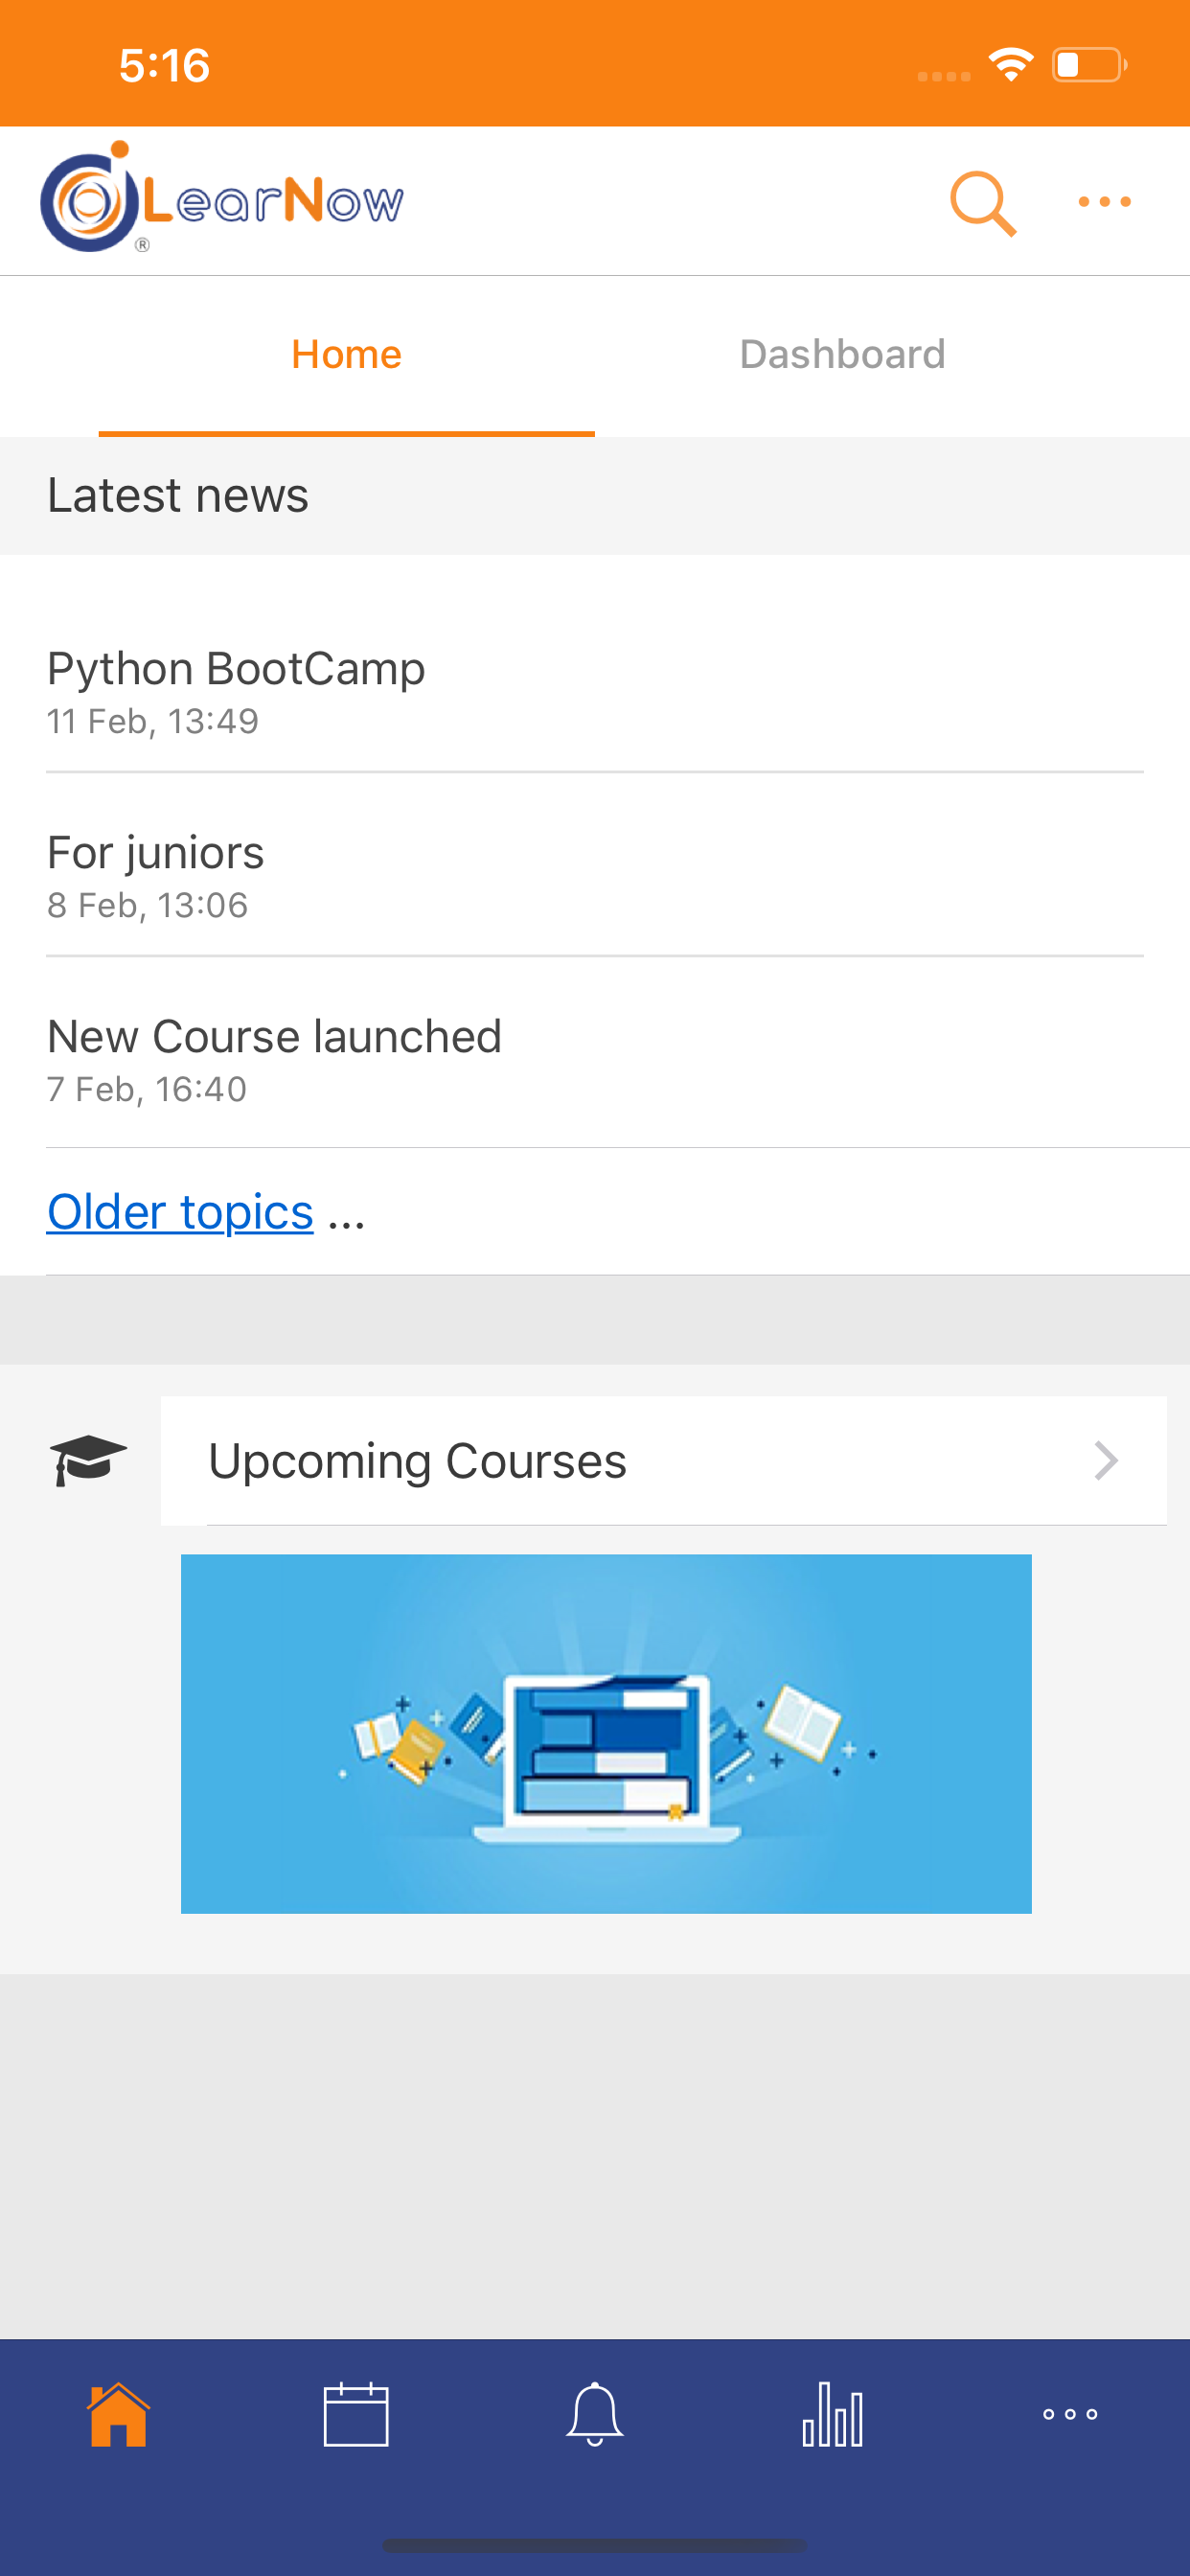 5:16
LearNow
®
Home
Dashboard
Latest news
Python BootCamp
11 Feb, 13:49
For juniors
8 Feb, 13:06
New Course launched
7 Feb, 16:40
Older topics ...
Upcoming Courses